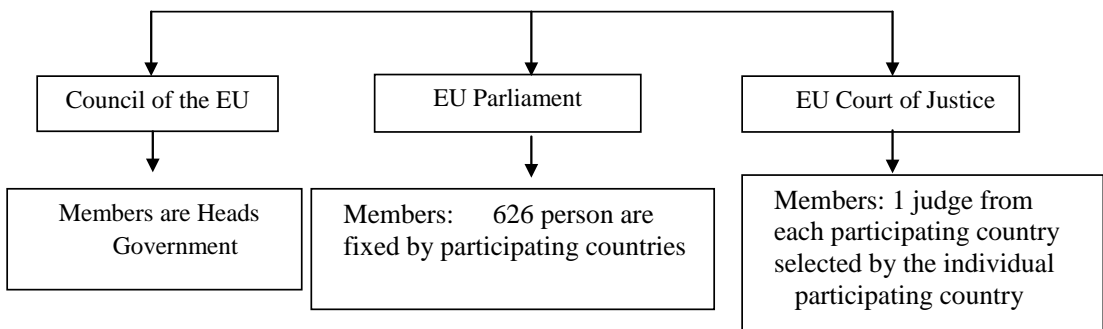 Council of the EU
EU Parliament
EU Court of Justice
Members are Heads
Government
Members: 626 person are
fixed by participating countries
Members: 1 judge from
each participating country
selected by the individual
participating country